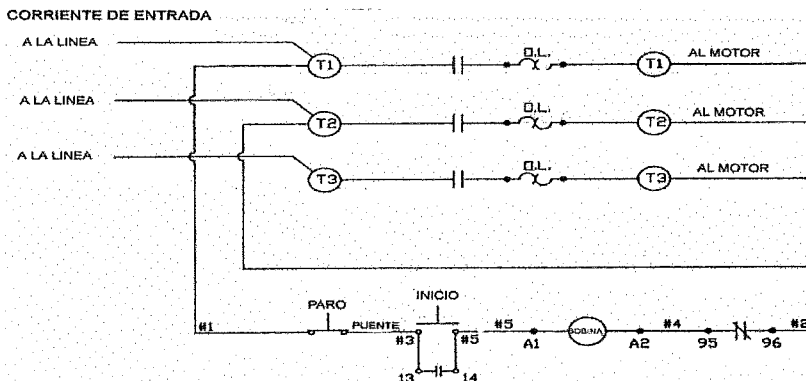 CORRIENTE DE ENTRADA
A LA LINEA
T1
O.L.
T1
AL MOTOR
A LA LINEA
T2
O.L.
T2
AL MOTOR
A LA LINEA
T3
O.L.
T3
AL MOTOR
PARO
INICIO
#1
PUENTE
#3
#5
#5
A1
BOBINA
A2
#4
95
96
#2
13
14